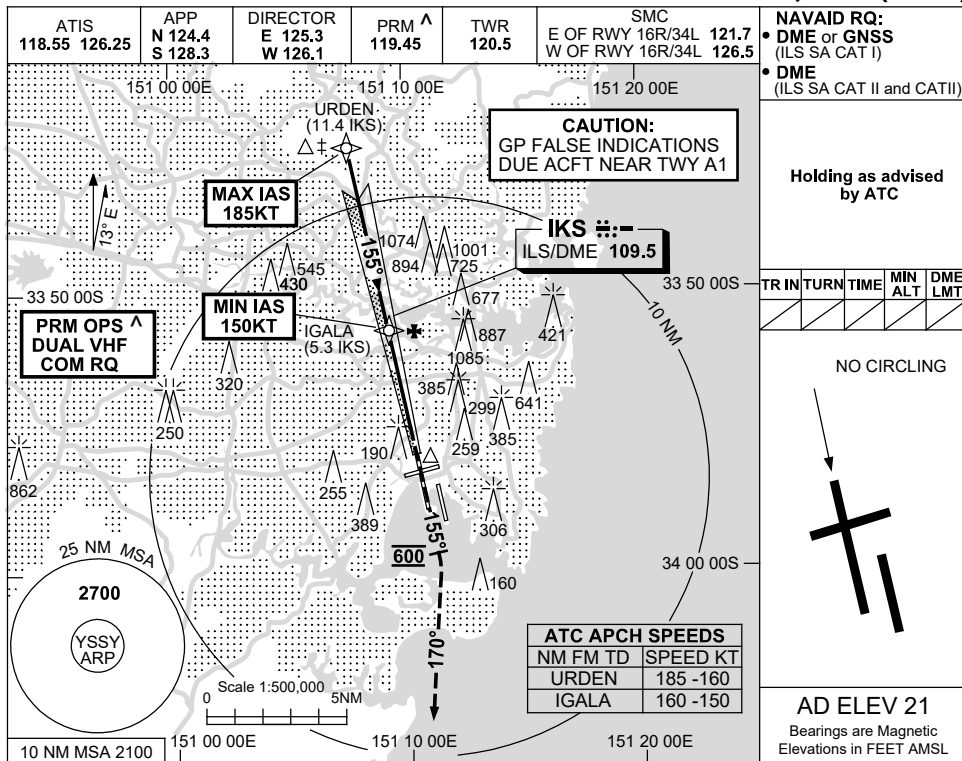 ATIS
118.55 126.25
APP
N 124.4
S 128.3
DIRECTOR
E 125.3
W 126.1
PRM ^
119.45
TWR
120.5
SMC
E OF RWY 16R/34L 121.7
W OF RWY 16R/34L 126.5
NAVAID RQ:
• DME or GNSS
(ILS SA CAT I)
• DME
(ILS SA CAT II and CATII)
151 00 00E
151 10 00E
151 20 00E
URDEN
(11.4 IKS)
‡
CAUTION:
GP FALSE INDICATIONS
DUE ACFT NEAR TWY A1
Holding as advised
by ATC
13° E
MAX IAS
185KT
IKS
ILS/DME 109.5
155°
1074
1001
894
725
545
430
677
TR IN
TURN
TIME
MIN
ALT
DME
LMT
33 50 00S
33 50 00S
MIN IAS
150KT
IGALA
(5.3 IKS)
10 NM
887
421
PRM OPS ^
DUAL VHF
COM RQ
1085
NO CIRCLING
320
385
641
299
250
385
190
259
862
255
389
306
155°
25 NM MSA
600
34 00 00S
2700
160
YSSY
ARP
170°
ATC APCH SPEEDS
NM FM TD
SPEED KT
URDEN
185 -160
IGALA
160 -150
Scale 1:500,000
0
5NM
AD ELEV 21
Bearings are Magnetic
Elevations in FEET AMSL
10 NM MSA 2100
151 00 00E
151 10 00E
151 20 00E